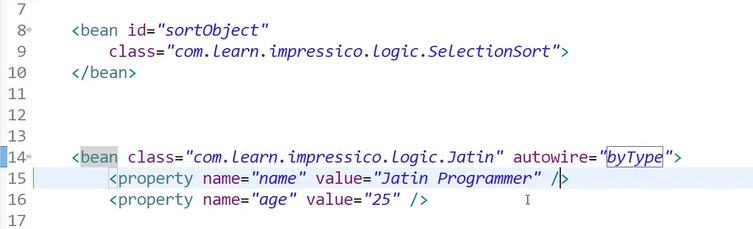 7
8 <bean id="sortObject"
9 class="com.learn.impressico.logic.SelectionSort">
10 </bean>
11
12
13
14 <bean class="com.learn.impressico.logic.Jatin" autowire="byType">
15 <property name="name" value="Jatin Programmer" />
16 <property name="age" value="25" />
17